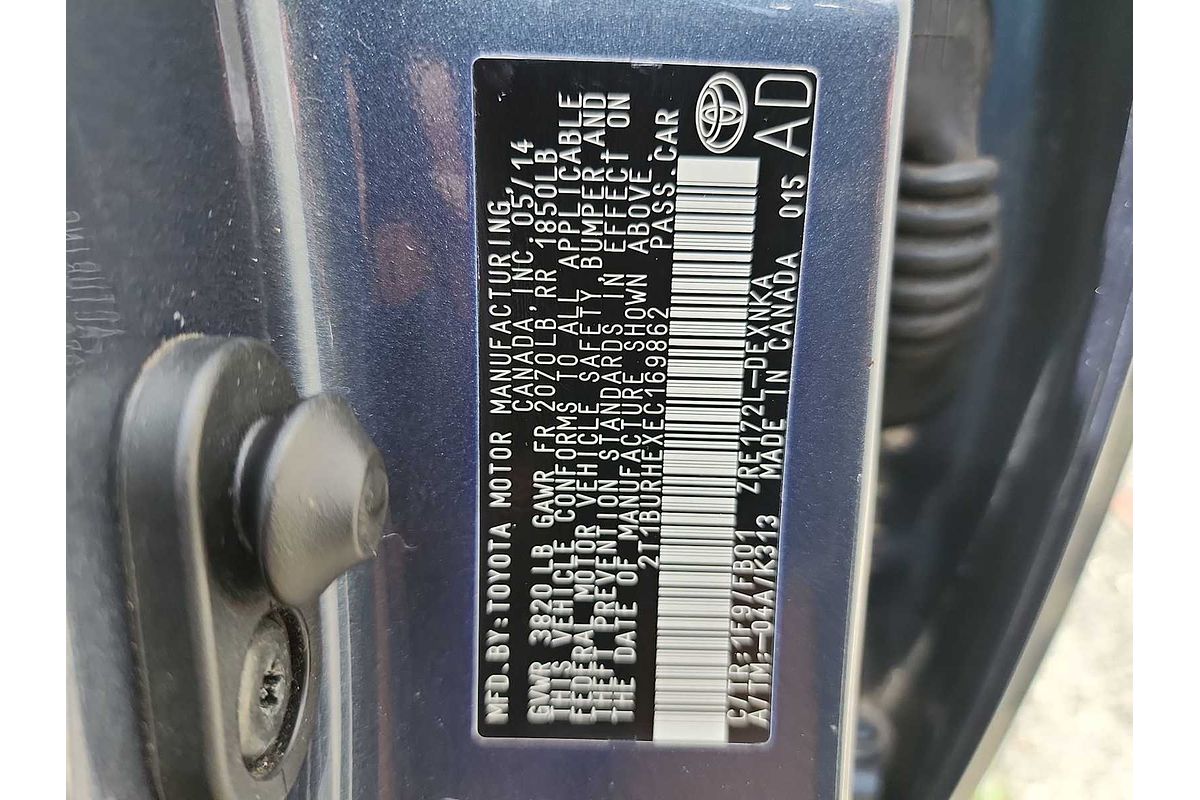 MFD.BY:TOYOTA MOTOR MANUFACTURING,
CANADA, INC. 05/14
GVWR 3820LB GAWR FR 2070LB RR 1850LB
THIS VEHICLE CONFORMS TO ALL APPLICABLE
FEDERAL MOTOR VEHICLE SAFETY, BUMPER AND
THEFT PREVENTION STANDARDS IN EFFECT ON
THE DATE OF MANUFACTURE SHOWN ABOVE.
2T1BURHEXEC169862 PASS.CAR
C/TR:1F9/FB01 ZRE172L-DEXNKA
A/TM:-04A/K313 MADE IN CANADA 015 AD